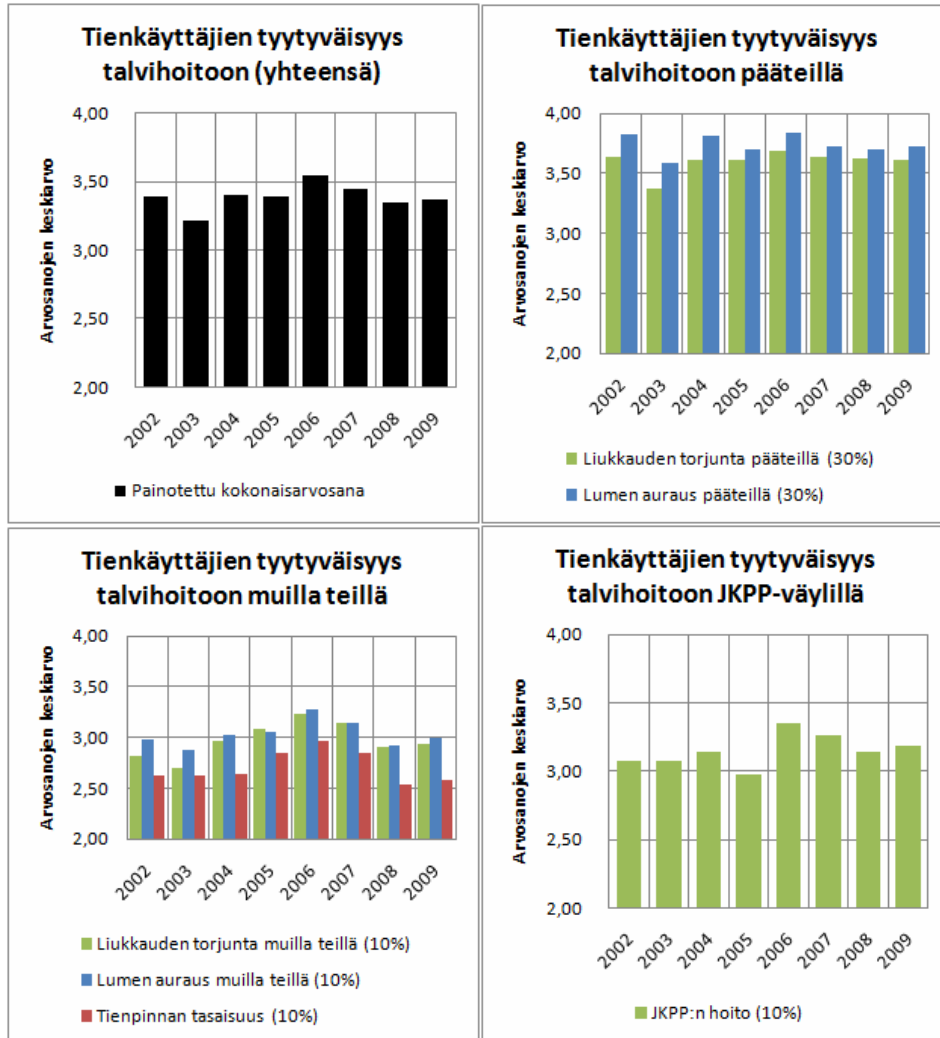 Tienkäyttäjien tyytyväisyys
talvihoitoon (yhteensä)
Arvosanojen keskiarvo
4,00
3,50
3,00
2,50
2,00
2002 2003 2004 2005 2006 2007 2008 2009
Painotettu kokonaisarvosana
Tienkäyttäjien tyytyväisyys
talvihoitoon pääteillä
Arvosanojen keskiarvo
4,00
3,50
3,00
2,50
2,00
2002 2003 2004 2005 2006 2007 2008 2009
Liukkauden torjunta pääteillä (30%)
Lumen auraus pääteillä (30%)
Tienkäyttäjien tyytyväisyys
talvihoitoon muilla teillä
Arvosanojen keskiarvo
4,00
3,50
3,00
2,50
2,00
2002 2003 2004 2005 2006 2007 2008 2009
Liukkauden torjunta muilla teillä (10%)
Lumen auraus muilla teillä (10%)
Tienpinnan tasaisuus (10%)
Tienkäyttäjien tyytyväisyys
talvihoitoon JKPP-väylillä
Arvosanojen keskiarvo
4,00
3,50
3,00
2,50
2,00
2002 2003 2004 2005 2006 2007 2008 2009
JKPP:n hoito (10%)